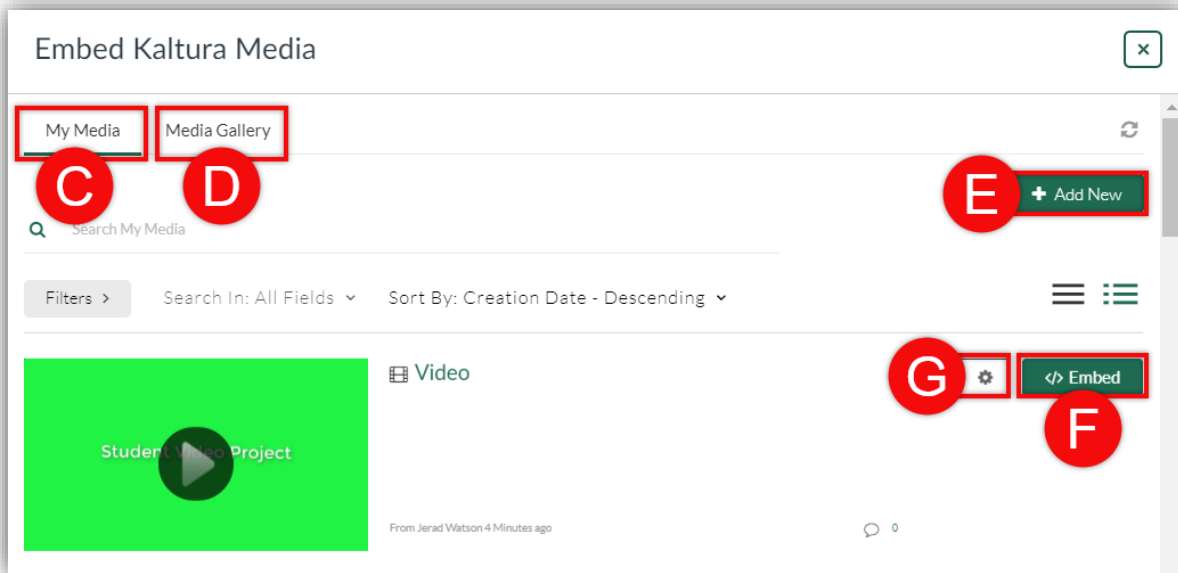 Embed Kaltura Media
×
My Media Media Gallery
C D
E + Add New
Search My Media
Filters > Search In: All Fields Sort By: Creation Date - Descending
Video
G </> Embed
F
Student Video Project
From Jerad Watson 4 Minutes ago 0